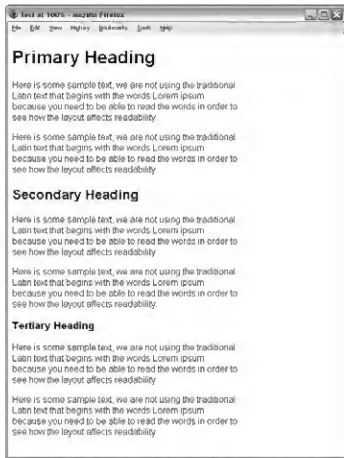 Text at 100% - Mozilla Firefox
File Edit View History Bookmarks Tools Help
Primary Heading
Here is some sample text, we are not using the traditional
Latin text that begins with the words Lorem ipsum
because you need to be able to read the words in order to
see how the layout affects readability
Here is some sample text, we are not using the traditional
Latin text that begins with the words Lorem ipsum
because you need to be able to read the words in order to
see how the layout affects readability
Secondary Heading
Here is some sample text, we are not using the traditional
Latin text that begins with the words Lorem ipsum
because you need to be able to read the words in order to
see how the layout affects readability
Here is some sample text, we are not using the traditional
Latin text that begins with the words Lorem ipsum
because you need to be able to read the words in order to
see how the layout affects readability.
Tertiary Heading
Here is some sample text, we are not using the traditional
Latin text that begins with the words Lorem ipsum
because you need to be able to read the words in order to
see how the layout affects readability
Here is some sample text, we are not using the traditional
Latin text that begins with the words Lorem ipsum
because you need to be able to read the words in order to
see how the layout affects readability